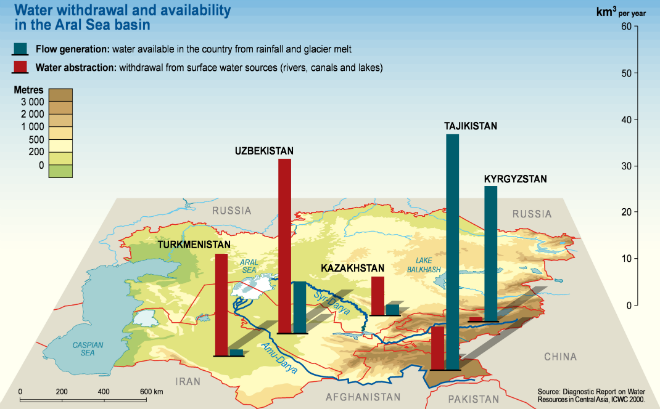 Water withdrawal and availability
in the Aral Sea basin
Flow generation: water available in the country from rainfall and glacier melt
Water abstraction: withdrawal from surface water sources (rivers, canals and lakes)
km³ per year
60
50
40
30
20
10
0
Metres
3 000
2 000
1 000
500
200
0
TAJIKISTAN
UZBEKISTAN
KYRGYZSTAN
RUSSIA
RUSSIA
TURKMENISTAN
ARAL
SEA
KAZAKHSTAN
LAKE
BALKHASH
Syr-Darya
CASPIAN
SEA
Amu-Darya
CHINA
IRAN
AFGHANISTAN
PAKISTAN
0 200 400 600 km
Source: Diagnostic Report on Water
Resources in Central Asia, ICWC 2000.